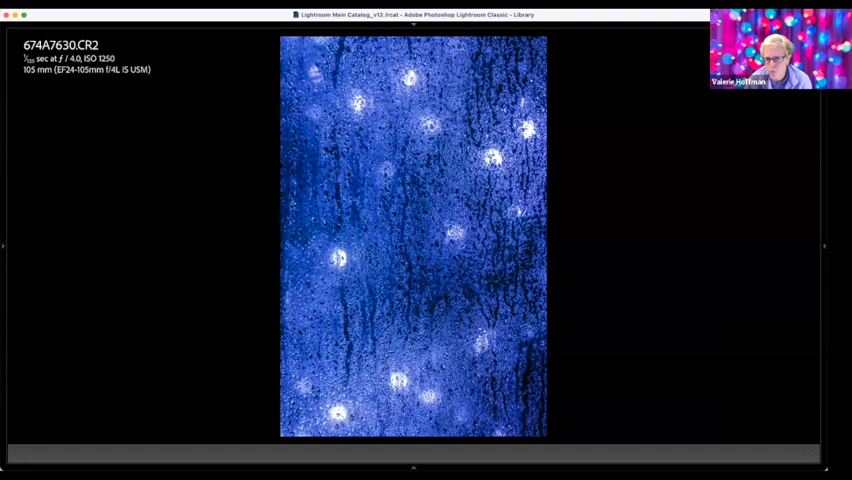 Lightroom Main Catalog_v12.lrcat - Adobe Photoshop Lightroom Classic - Library
674A7630.CR2
1/125 sec at ƒ / 4.0, ISO 1250
105 mm (EF24-105mm f/4L IS USM)
Valerie Hoffman